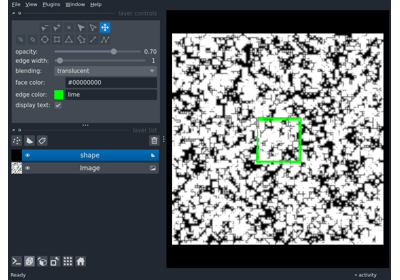 File View Plugins Window Help
layer controls
opacity: 0.70
edge width: 1
blending: translucent
face color: #00000000
edge color: lime
display text:
layer list
shape
Image
Ready
activity